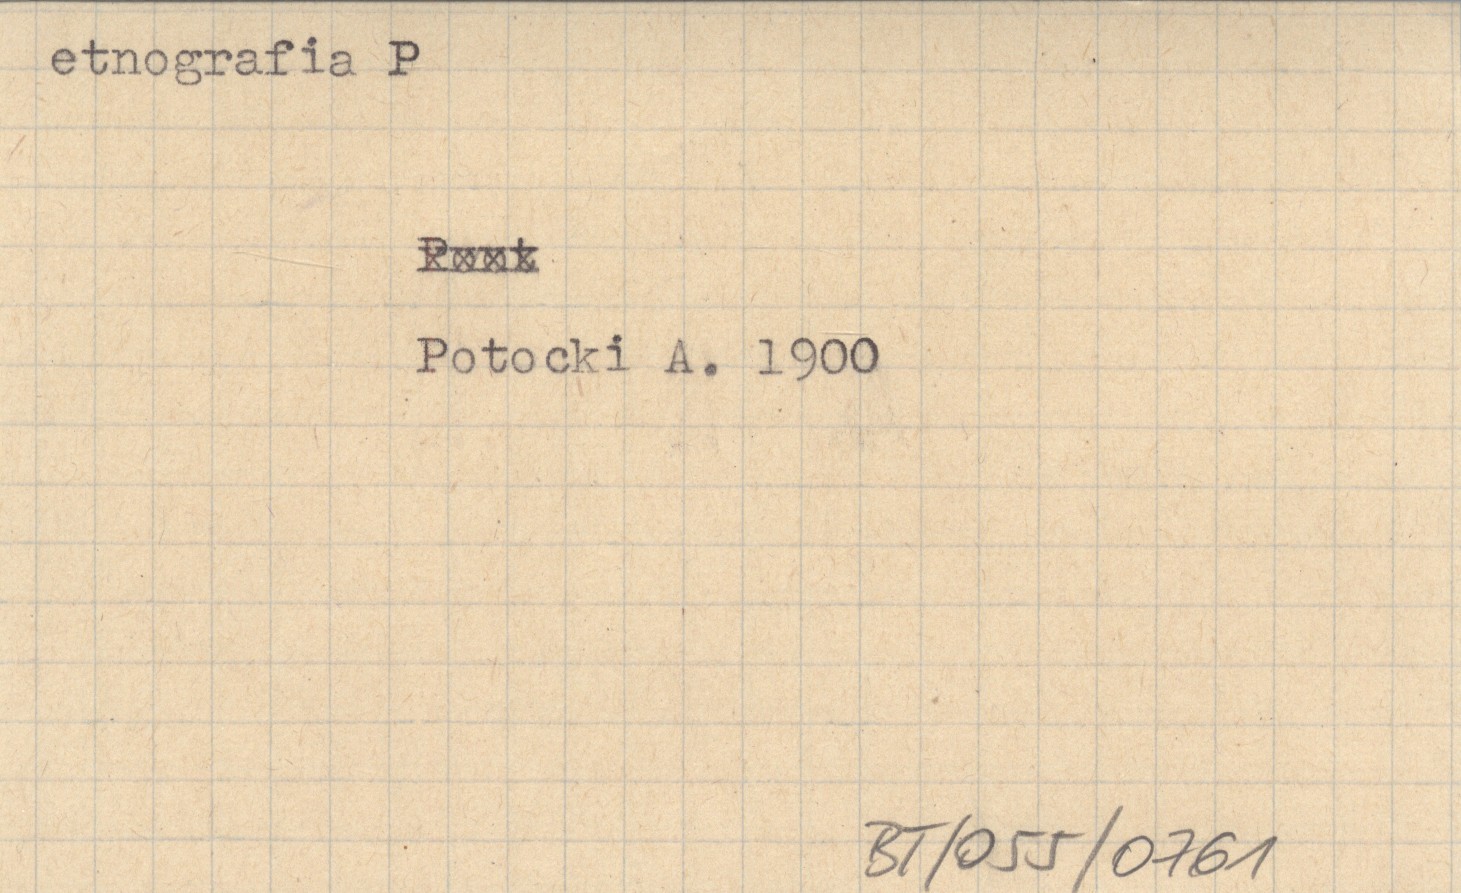 etnografia P
Potocki A. 1900
BT/055/0761